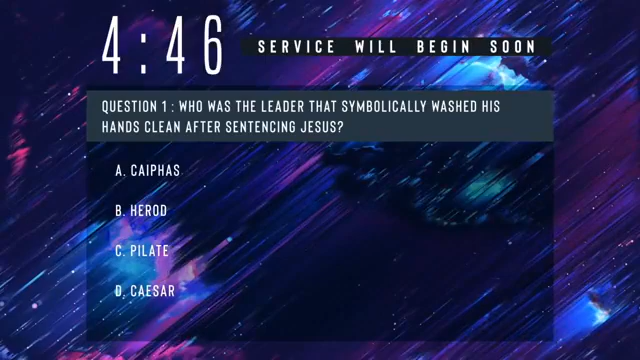 4:46
SERVICE WILL BEGIN SOON
QUESTION 1 : WHO WAS THE LEADER THAT SYMBOLICALLY WASHED HIS
HANDS CLEAN AFTER SENTENCING JESUS?
A. CAIPHAS
B. HEROD
C. PILATE
D. CAESAR